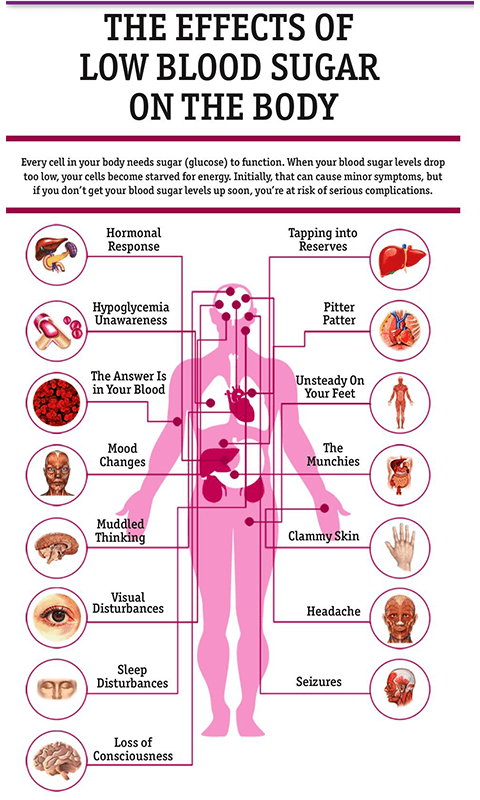 THE EFFECTS OF
LOW BLOOD SUGAR
ON THE BODY
Every cell in your body needs sugar (glucose) to function. When your blood sugar levels drop
too low, your cells become starved for energy. Initially, that can cause minor symptoms, but
if you don't get your blood sugar levels up soon, you're at risk of serious complications.
Hormonal
Response
Hypoglycemia
Unawareness
The Answer Is
in Your Blood
Mood
Changes
Muddled
Thinking
Visual
Disturbances
Sleep
Disturbances
Loss of
Consciousness
Tapping into
Reserves
Pitter
Patter
Unsteady On
Your Feet
The
Munchies
Clammy Skin
Headache
Seizures